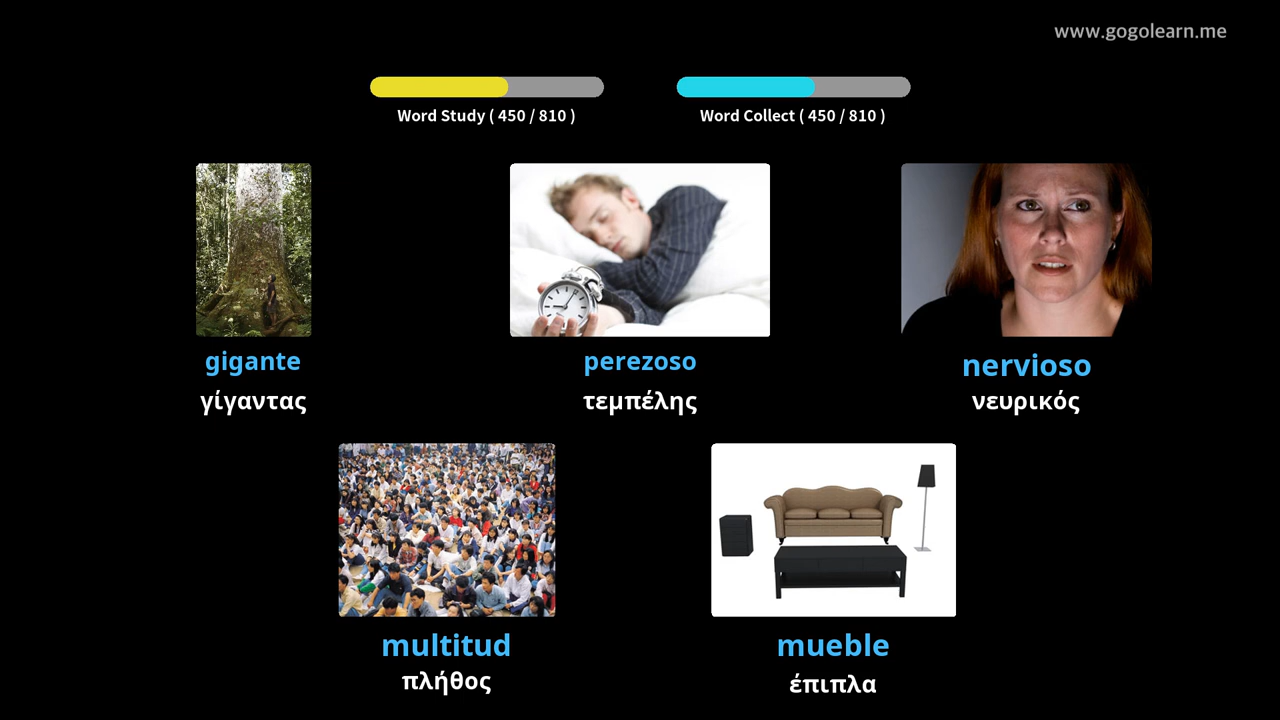 www.gogolearn.me
Word Study ( 450 / 810 )
Word Collect ( 450 / 810 )
gigante
γίγαντας
perezoso
τεμπέλης
nervioso
νευρικός
multitud
πλήθος
mueble
έπιπλα